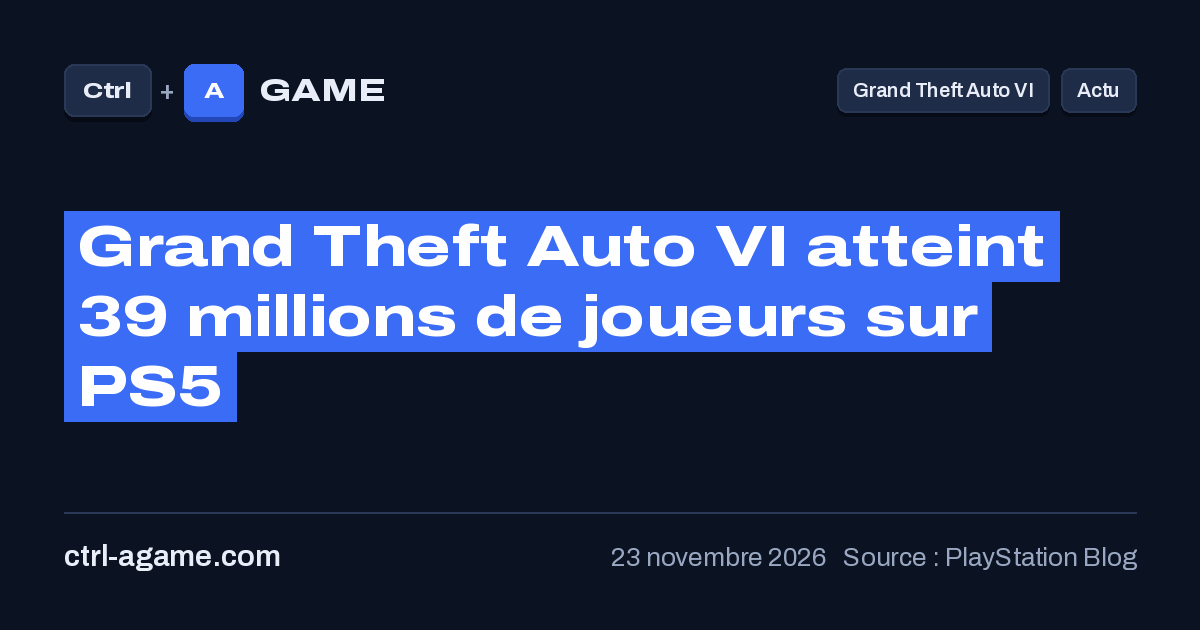 Ctrl + A GAME
Grand Theft Auto VI
Actu
Grand Theft Auto VI atteint
39 millions de joueurs sur
PS5
ctrl-agame.com
23 novembre 2026 Source : PlayStation Blog